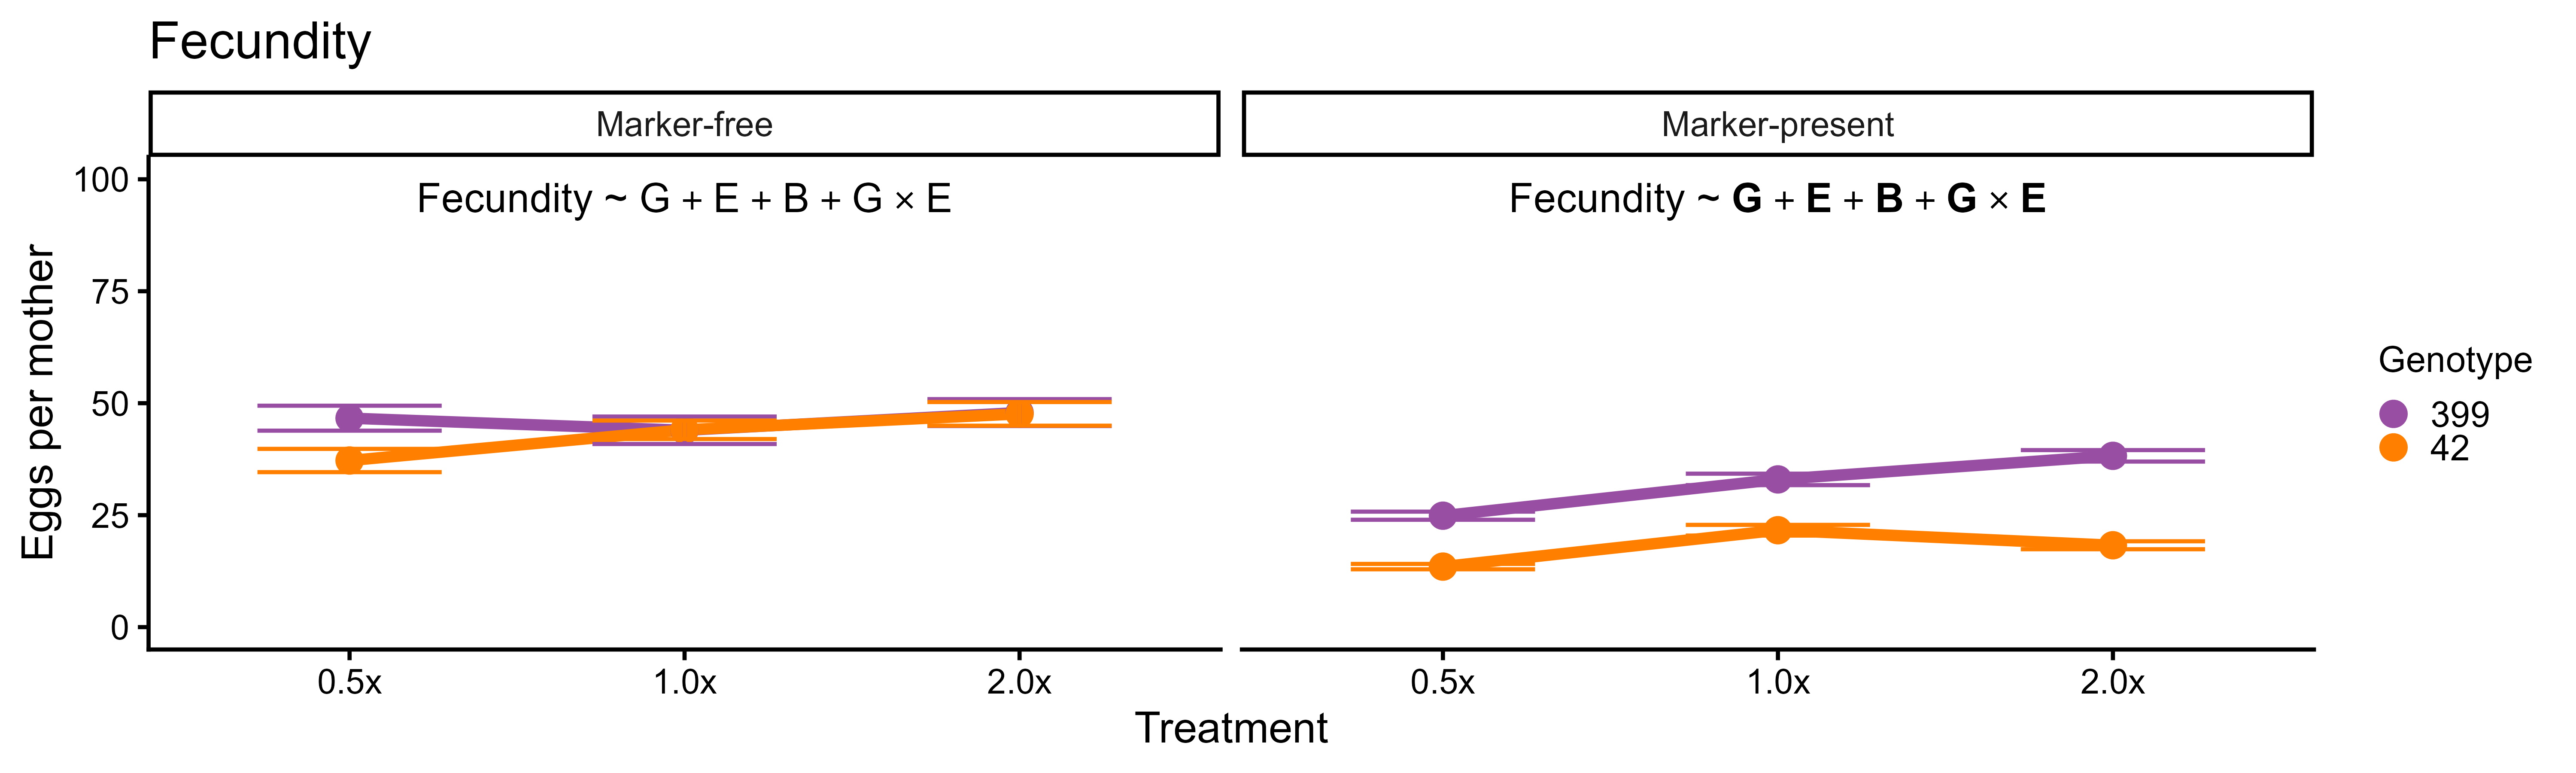 Fecundity
Marker-free
Marker-present
Fecundity ~ G + E + B + G × E
Fecundity ~ G + E + B + G × E
Eggs per mother
100
75
50
25
0
0.5x
1.0x
2.0x
0.5x
1.0x
2.0x
Treatment
Genotype
399
42